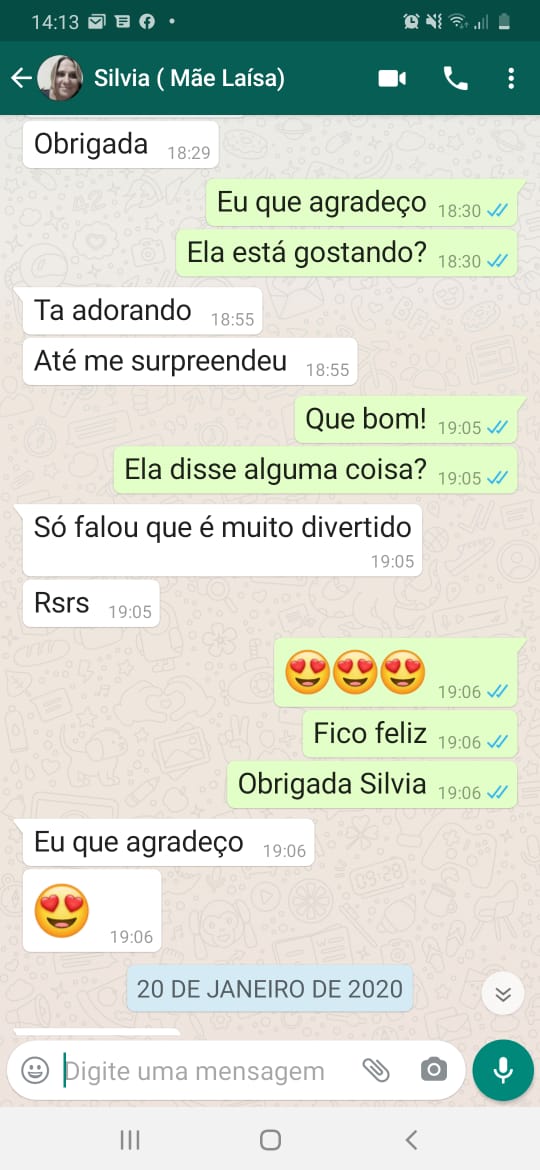 14:13
Silvia ( Mãe Laísa)
Obrigada 18:29
Eu que agradeço 18:30
Ela está gostando? 18:30
Ta adorando 18:55
Até me surpreendeu 18:55
Que bom! 19:05
Ela disse alguma coisa? 19:05
Só falou que é muito divertido
19:05
Rsrs 19:05
😍😍😍 19:06
Fico feliz 19:06
Obrigada Silvia 19:06
Eu que agradeço 19:06
😍 19:06
20 DE JANEIRO DE 2020
Digite uma mensagem